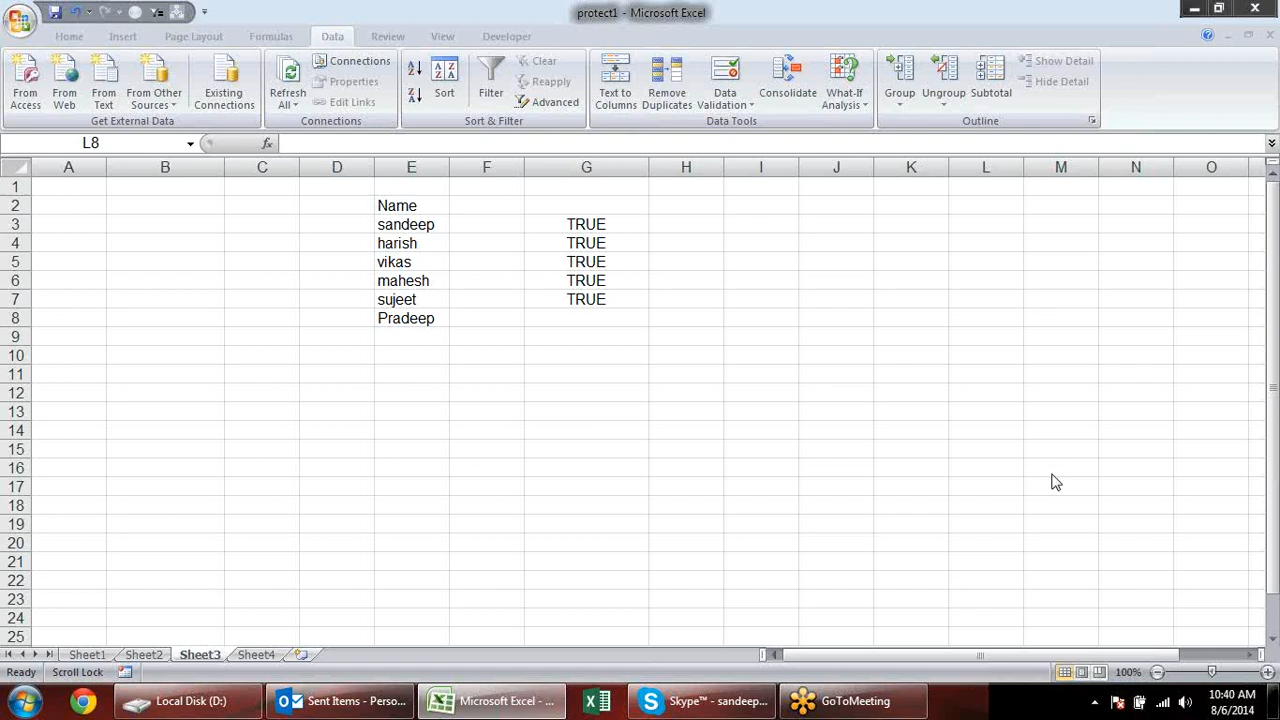 protect1 - Microsoft Excel
Home Insert Page Layout Formulas Data Review View Developer
From Access
From Web
From Text
From Other Sources
Existing Connections
Get External Data
Refresh All
Connections
Properties
Edit Links
Connections
Sort
Filter
Clear
Reapply
Advanced
Sort & Filter
Text to Columns
Remove Duplicates
Data Validation
Consolidate
What-If Analysis
Data Tools
Group
Ungroup
Subtotal
Show Detail
Hide Detail
Outline
L8 fx
A B C D E F G H I J K L M N O
1
2 Name
3 sandeep TRUE
4 harish TRUE
5 vikas TRUE
6 mahesh TRUE
7 sujeet TRUE
8 Pradeep
9
10
11
12
13
14
15
16
17
18
19
20
21
22
23
24
25
Sheet1 Sheet2 Sheet3 Sheet4
Ready Scroll Lock 100%
Local Disk (D:) Sent Items - Perso... Microsoft Excel - ... Skype™ - sandeep... GoToMeeting
10:40 AM
8/6/2014